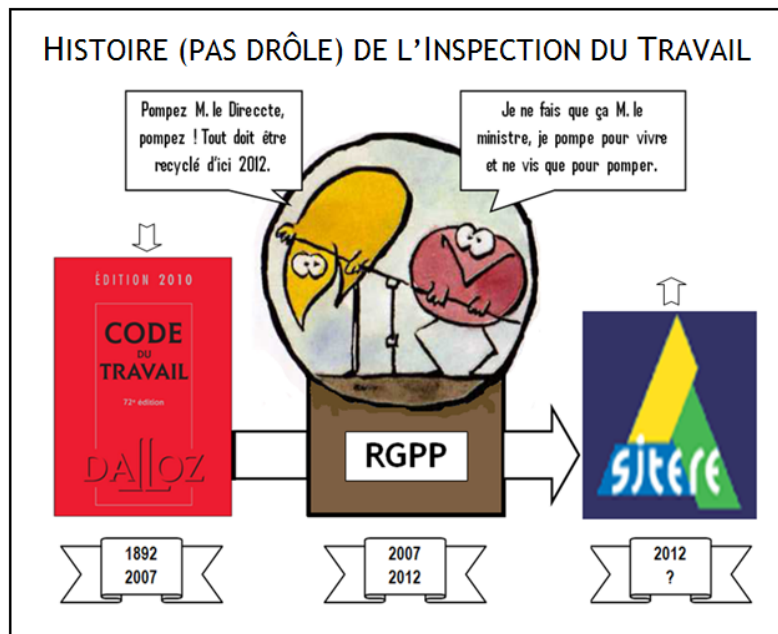 HISTOIRE (PAS DRÔLE) DE L'INSPECTION DU TRAVAIL
Pompez M. le Direccte,
pompez ! Tout doit être
recyclé d'ici 2012.
Je ne fais que ça M. le
ministre, je pompe pour vivre
et ne vis que pour pomper.
ÉDITION 2010
CODE
DU
TRAVAIL
72e édition
DALLOZ
RGPP
sitere
1892
2007
2007
2012
2012
?